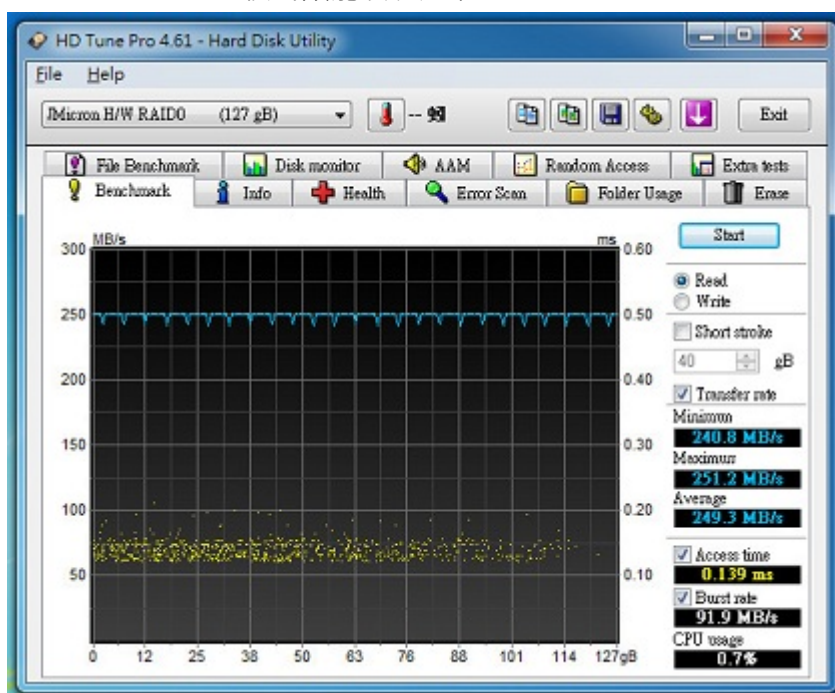 HD Tune Pro 4.61 - Hard Disk Utility
File Help
JMicron H/W RAID0 (127 gB) -- Exit
File Benchmark Disk monitor AAM Random Access Extra tests
Benchmark Info Health Error Scan Folder Usage Erase
Start
MB/s ms
300 0.60
Read
Write
250 0.50
Short stroke
40 gB
200 0.40
Transfer rate
Minimum
240.8 MB/s
150 0.30
Maximum
251.2 MB/s
Average
100 0.20
249.3 MB/s
Access time
50 0.10
0.139 ms
Burst rate
91.9 MB/s
CPU usage
0.7%
0 12 25 38 50 63 76 88 101 114 127gB